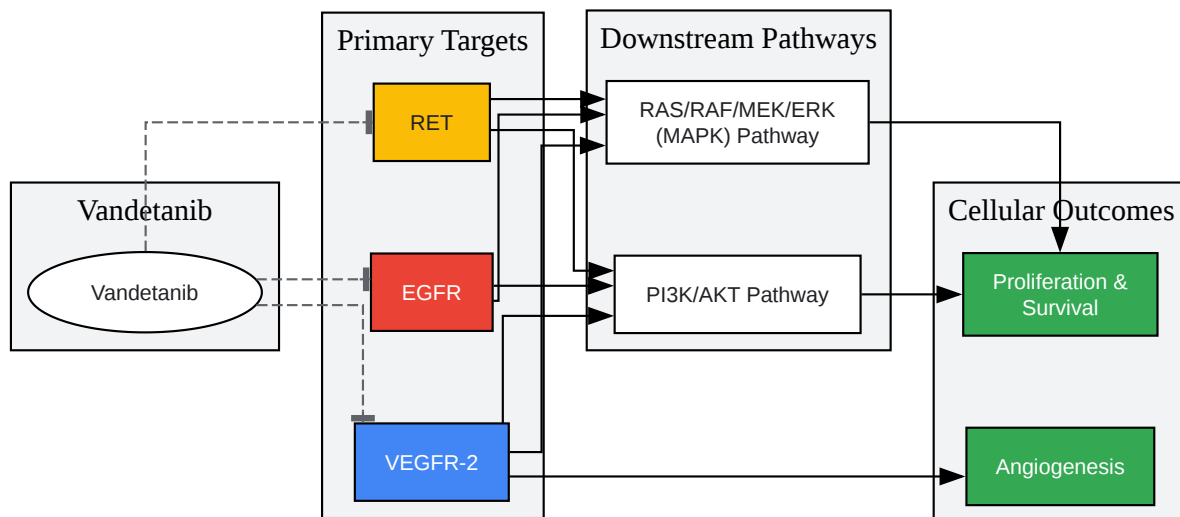 Primary Targets
Downstream Pathways
RET
RAS/RAF/MEK/ERK
(MAPK) Pathway
Vandetanib
Cellular Outcomes
Vandetanib
EGFR
PI3K/AKT Pathway
Proliferation &
Survival
VEGFR-2
Angiogenesis